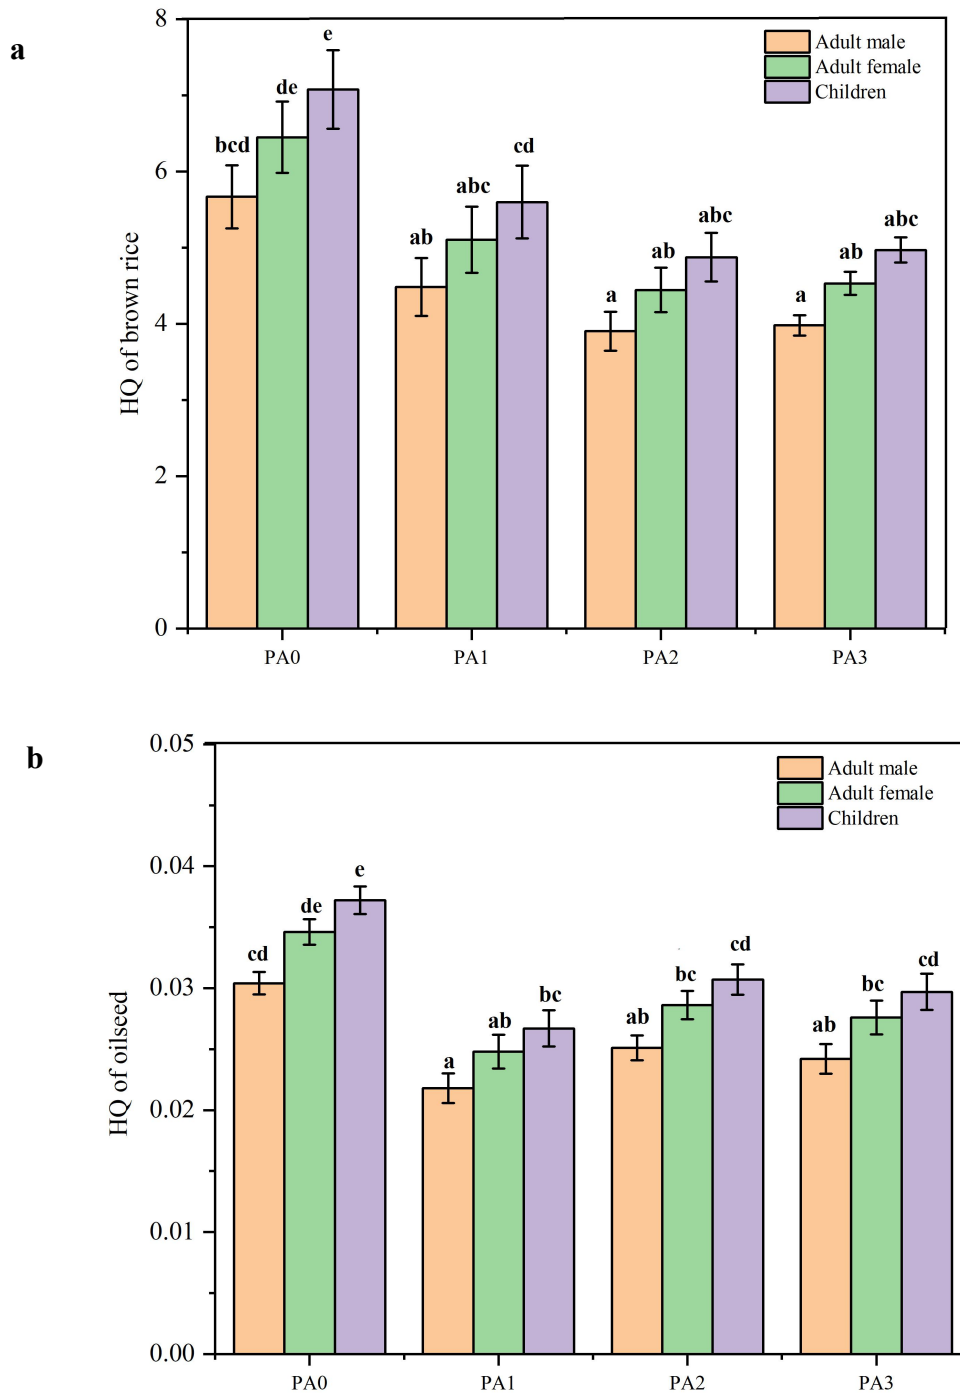 a
8
6
4
2
0
HQ of brown rice
Adult male
Adult female
Children
bcd
de
e
ab
abc
cd
a
ab
abc
a
ab
abc
PA0
PA1
PA2
PA3
b
0.05
0.04
0.03
0.02
0.01
0.00
HQ of oilseed
Adult male
Adult female
Children
cd
de
e
a
ab
bc
ab
bc
cd
ab
bc
cd
PA0
PA1
PA2
PA3